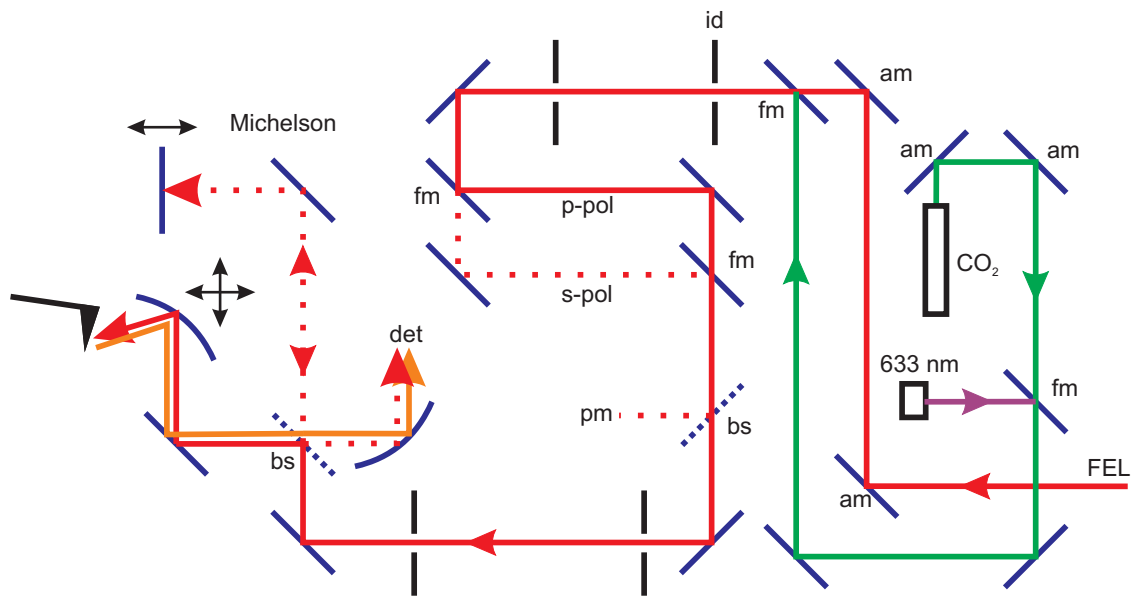 id
am
Michelson
fm
am
am
fm
p-pol
fm
s-pol
CO₂
det
633 nm
fm
pm
bs
bs
FEL
am